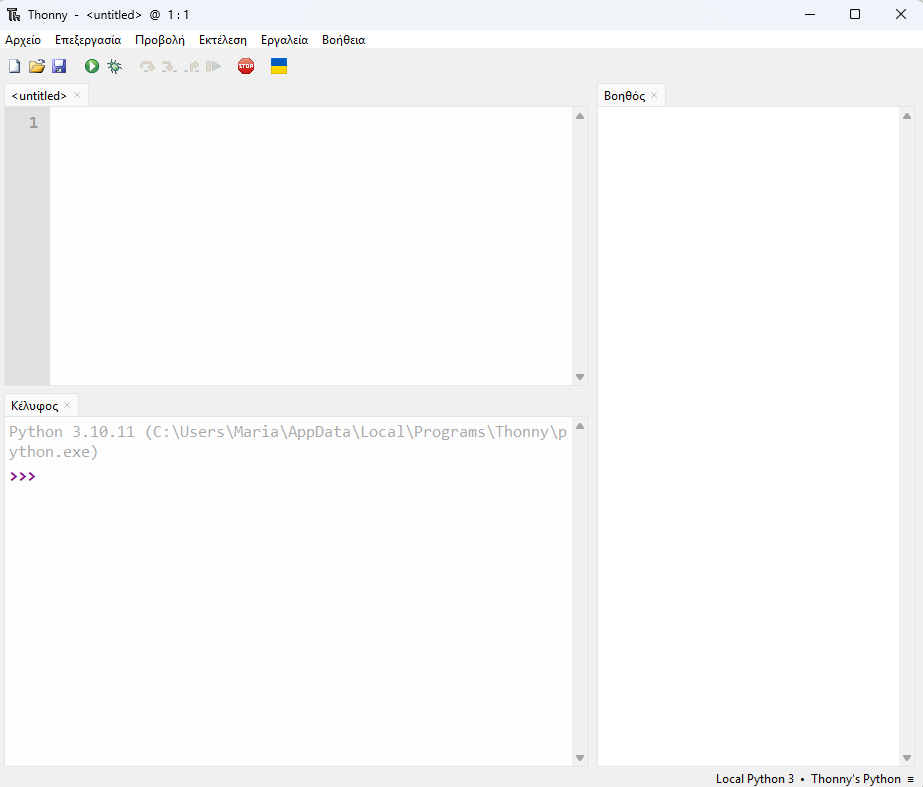 Thonny - <untitled> @ 1 : 1
Αρχείο Επεξεργασία Προβολή Εκτέλεση Εργαλεία Βοήθεια
STOP
<untitled>
1
Βοηθός
Κέλυφος
Python 3.10.11 (C:\Users\Maria\AppData\Local\Programs\Thonny\p
ython.exe)
>>>
Local Python 3 • Thonny's Python ≡